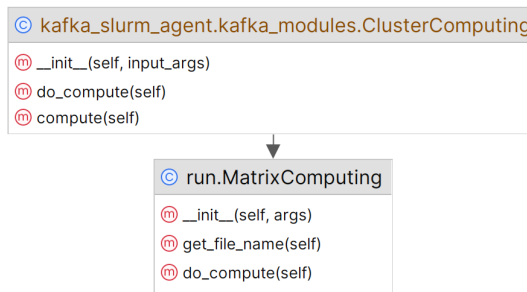 © kafka_slurm_agent.kafka_modules.ClusterComputing
m __init__(self, input_args)
m do_compute(self)
m compute(self)
© run.MatrixComputing
m __init__(self, args)
m get_file_name(self)
m do_compute(self)